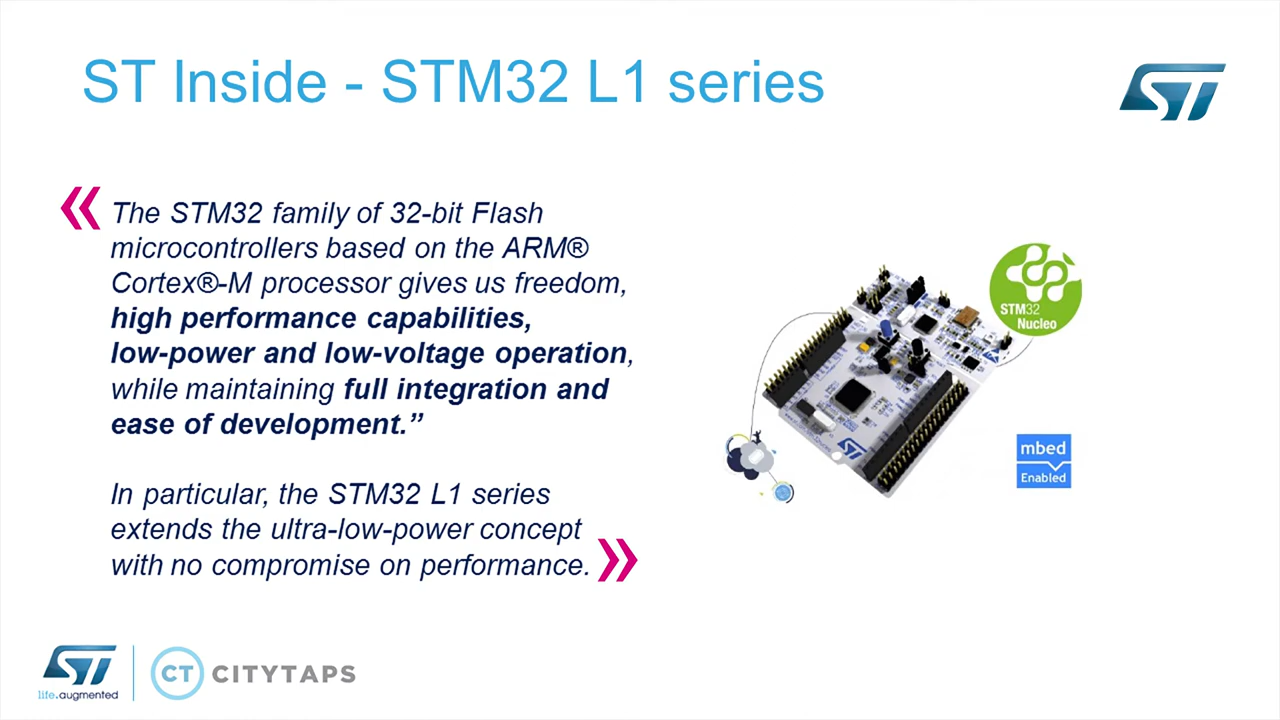 ST Inside - STM32 L1 series
ST
«
The STM32 family of 32-bit Flash
microcontrollers based on the ARM®
Cortex®-M processor gives us freedom,
high performance capabilities,
low-power and low-voltage operation,
while maintaining full integration and
ease of development.”
In particular, the STM32 L1 series
extends the ultra-low-power concept
with no compromise on performance.
»
STM32
Nucleo
ST
mbed
Enabled
ST
life.augmented
CT
CITYTAPS